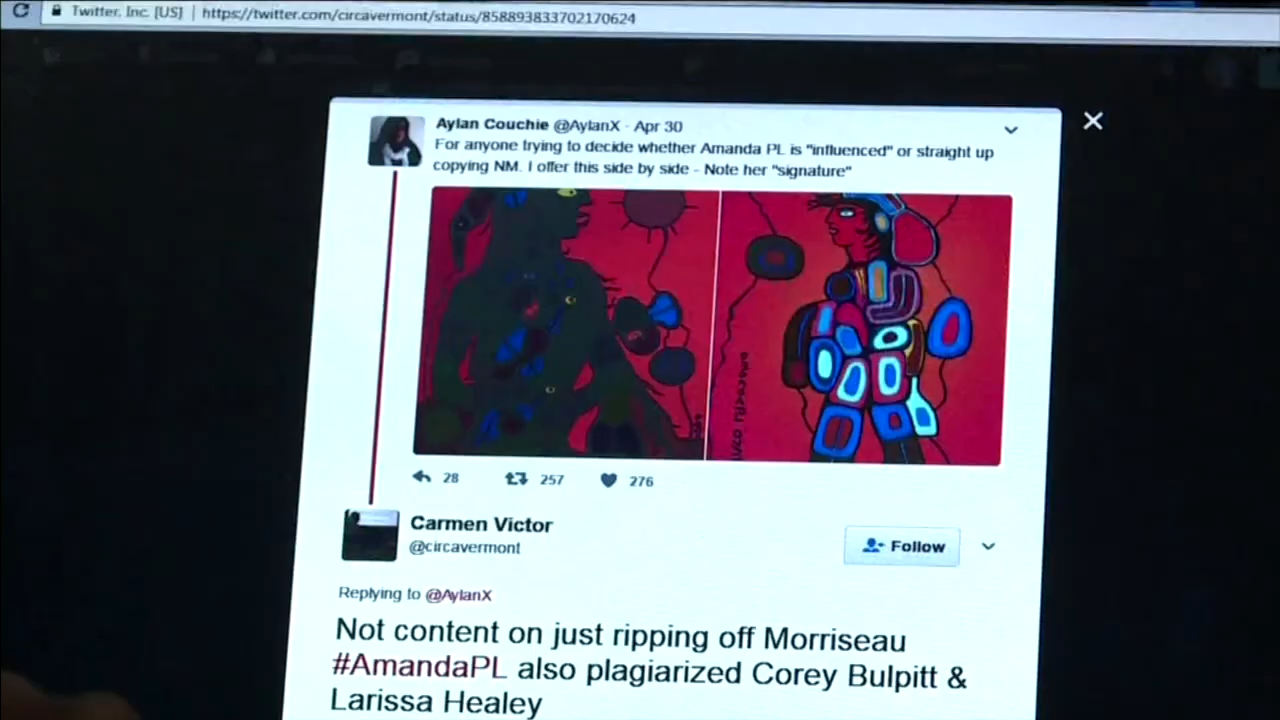 Twitter, Inc. [US] | https://twitter.com/circavermont/status/858893833702170624
Aylan Couchie @AylanX · Apr 30
For anyone trying to decide whether Amanda PL is "influenced" or straight up
copying NM. I offer this side by side - Note her "signature"
28 257 276
Carmen Victor
@circavermont
Follow
Replying to @AylanX
Not content on just ripping off Morriseau
#AmandaPL also plagiarized Corey Bulpitt &
Larissa Healey